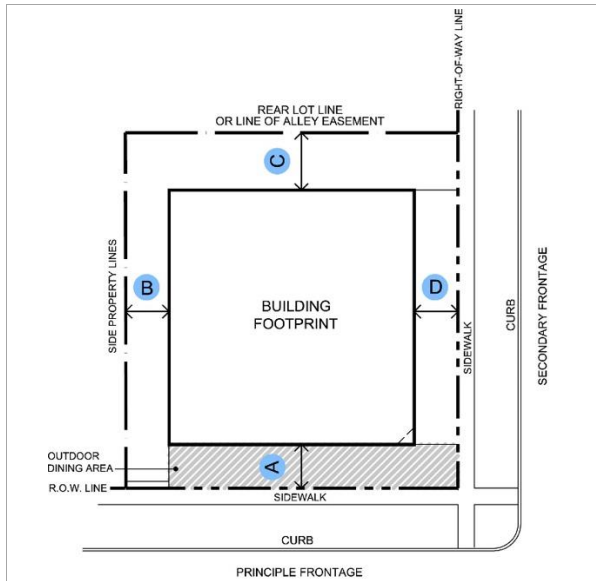 RIGHT-OF-WAY LINE
REAR LOT LINE
OR LINE OF ALLEY EASEMENT
C
SIDE PROPERTY LINES
B
BUILDING
FOOTPRINT
D
SIDEWALK
CURB
SECONDARY FRONTAGE
OUTDOOR
DINING AREA
A
R.O.W. LINE
SIDEWALK
CURB
PRINCIPLE FRONTAGE